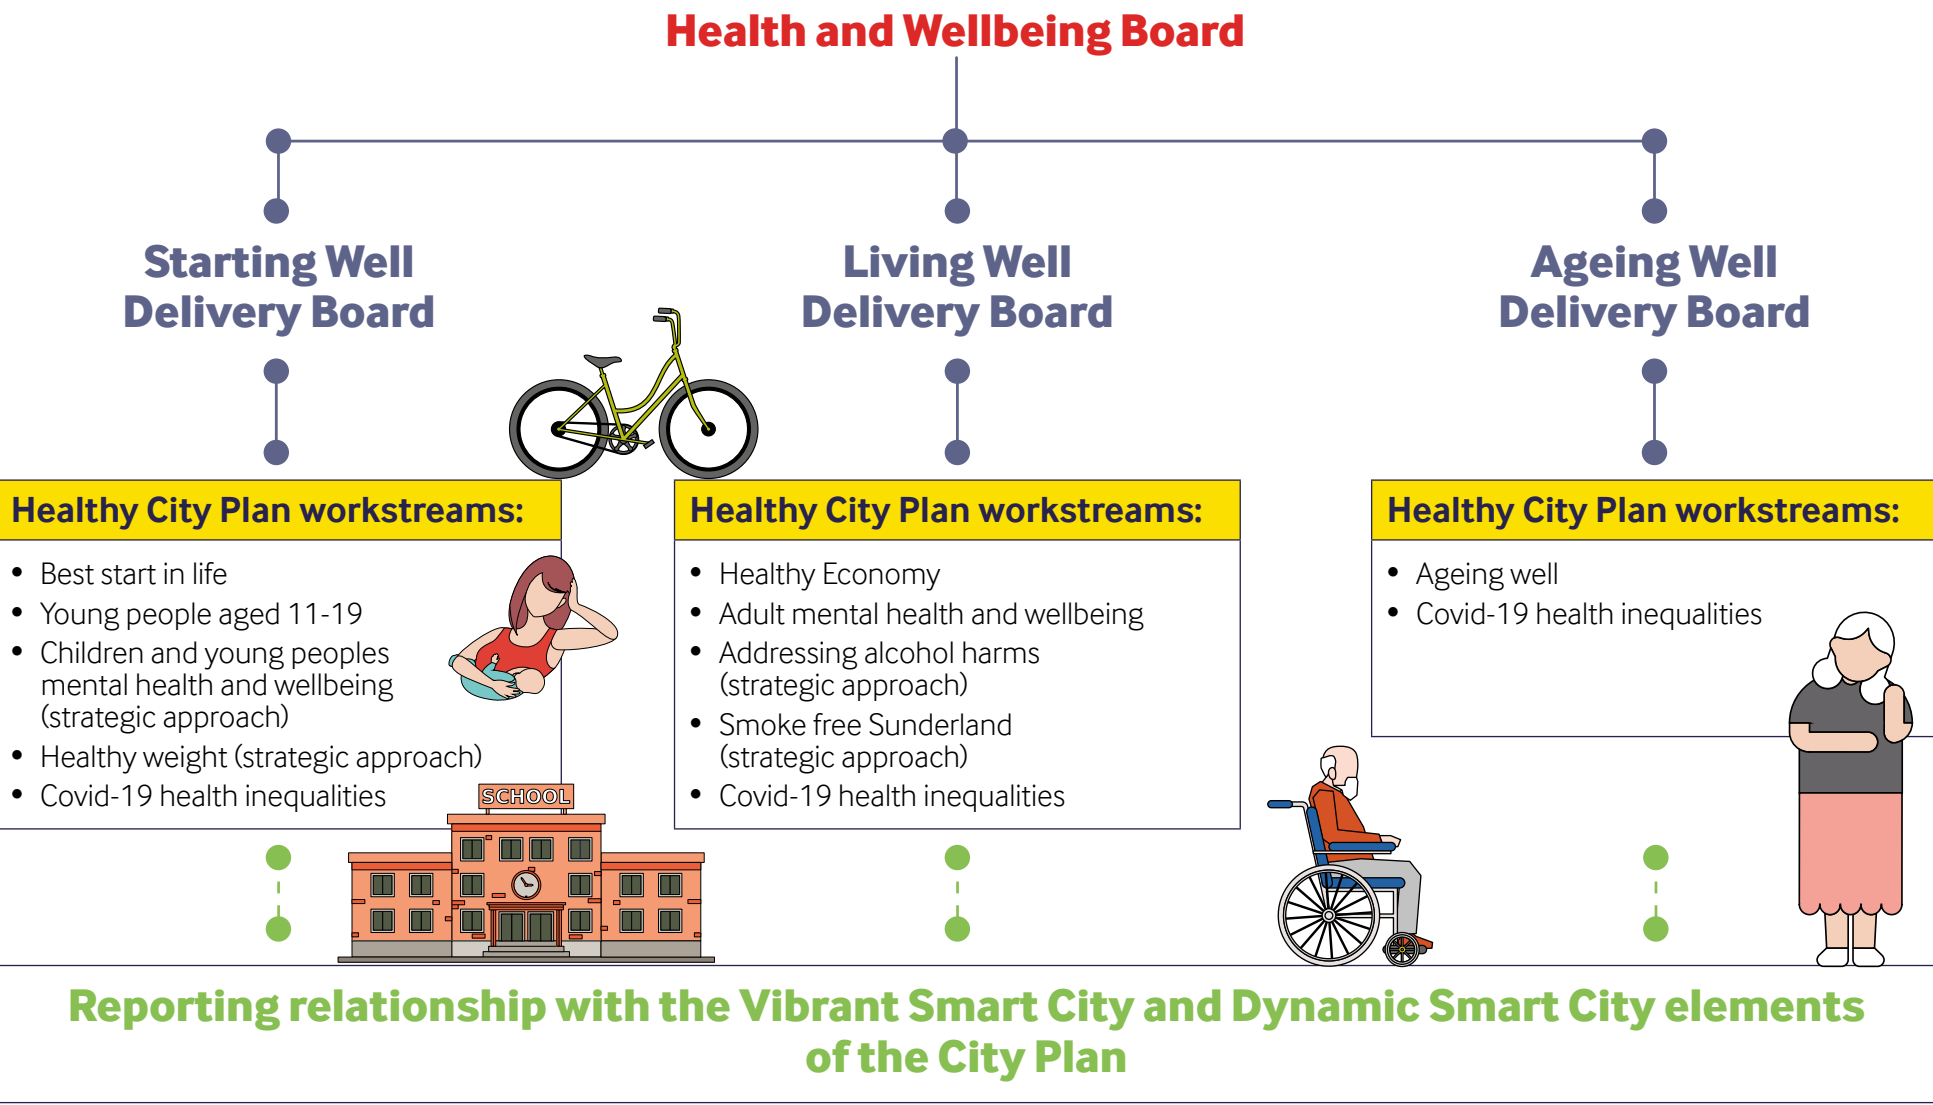 Health and Wellbeing Board
Starting Well
Delivery Board
Living Well
Delivery Board
Ageing Well
Delivery Board
Healthy City Plan workstreams:
• Best start in life
• Young people aged 11-19
• Children and young peoples
mental health and wellbeing
(strategic approach)
• Healthy weight (strategic approach)
• Covid-19 health inequalities
SCHOOL
Healthy City Plan workstreams:
• Healthy Economy
• Adult mental health and wellbeing
• Addressing alcohol harms
(strategic approach)
• Smoke free Sunderland
(strategic approach)
• Covid-19 health inequalities
Healthy City Plan workstreams:
• Ageing well
• Covid-19 health inequalities
Reporting relationship with the Vibrant Smart City and Dynamic Smart City elements
of the City Plan